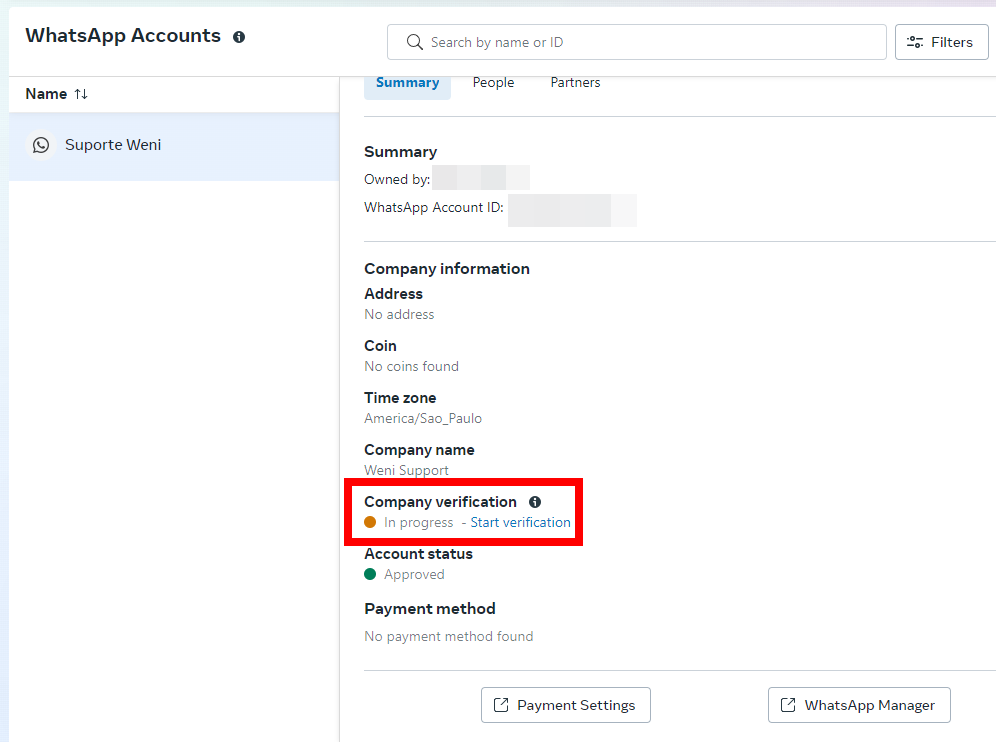 WhatsApp Accounts
Search by name or ID
Filters
Name
Suporte Weni
Summary People Partners
Summary
Owned by:
WhatsApp Account ID:
Company information
Address
No address
Coin
No coins found
Time zone
America/Sao_Paulo
Company name
Weni Support
Company verification
In progress - Start verification
Account status
Approved
Payment method
No payment method found
Payment Settings
WhatsApp Manager